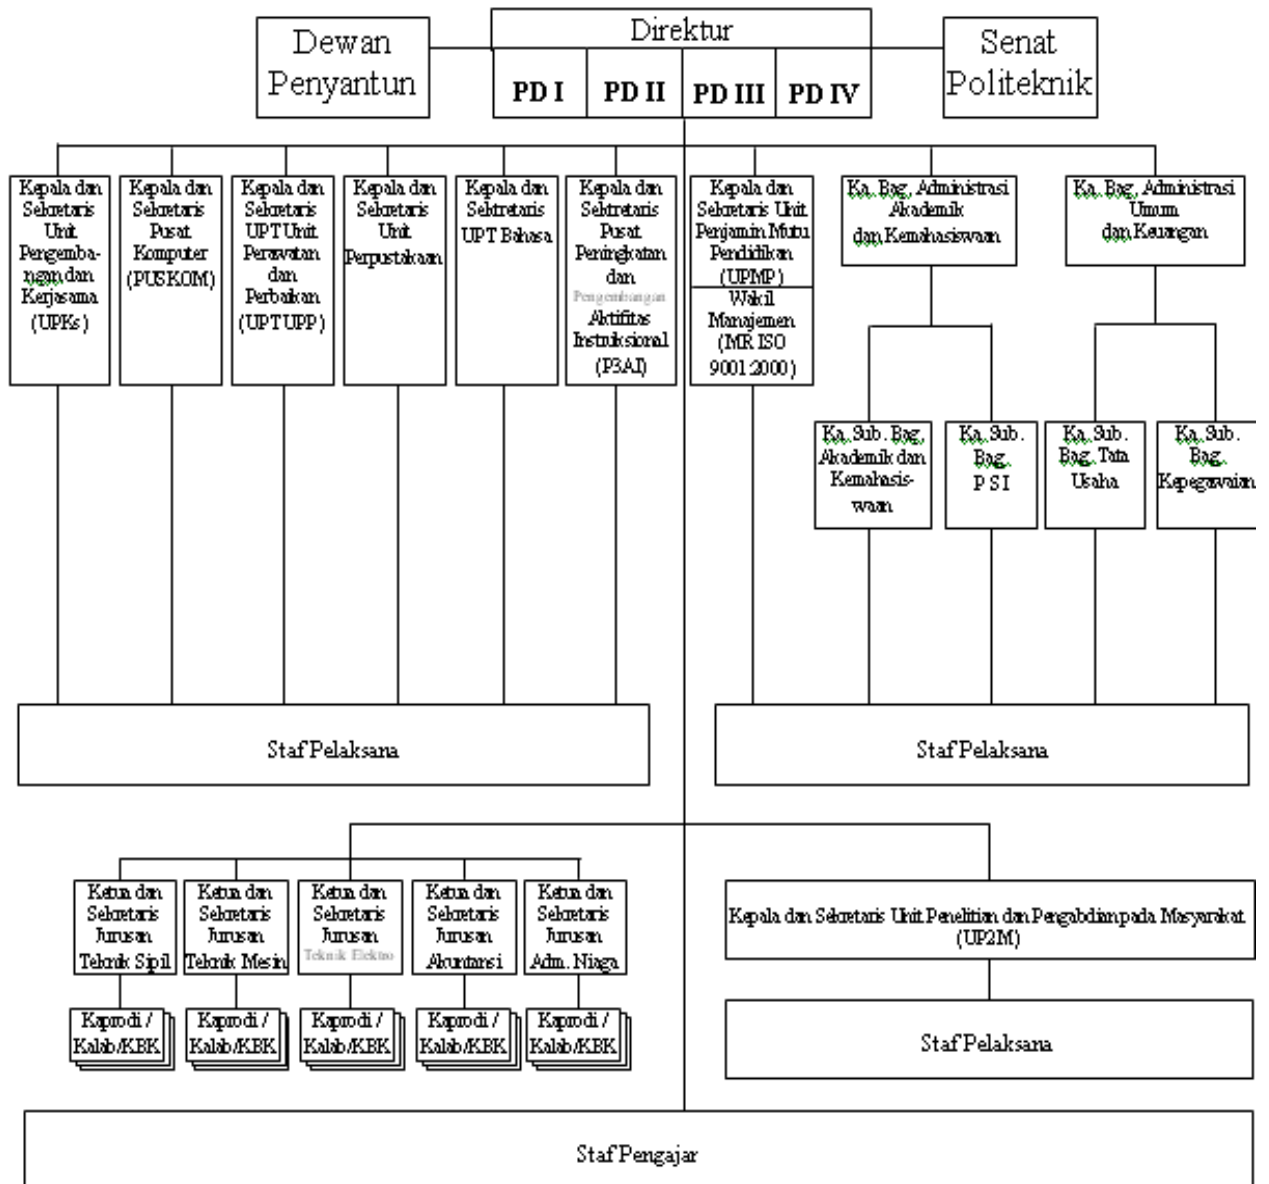 Dewan
Penyantun
Direktur
PD I
PD II
PD III
PD IV
Senat
Politeknik
Kepala dan
Sekretaris
Unit
Pengemba-
ngan dan
Kerjasama
(UPKs)
Kepala dan
Sekretaris
Pusat
Komputer
(PUSKOM)
Kepala dan
Sekretaris
UPT Unit
Perawatan
dan
Perbaikan
(UPT UPP)
Kepala dan
Sekretaris
Unit
Perpustakaan
Kepala dan
Sektretaris
UPT Bahasa
Kepala dan
Sektretaris
Pusat
Peningkatan
dan
Pengembangan
Aktifitas
Instruksional
(P3AI)
Kepala dan
Sekretaris Unit
Penjamin Mutu
Pendidikan
(UPMP)
Wakil
Manajemen
(MR ISO
9001:2000)
Ka. Bag. Administrasi
Akademik
dan Kemahasiswaan
Ka. Bag. Administrasi
Umum
dan Keuangan
Ka. Sub. Bag.
Akademik dan
Kemahasis-
waan
Ka. Sub.
Bag.
P S I
Ka. Sub.
Bag. Tata
Usaha
Ka. Sub.
Bag.
Kepegawaian
Staf Pelaksana
Staf Pelaksana
Ketua dan
Sekretaris
Jurusan
Teknik Sipil
Ketua dan
Sekretaris
Jurusan
Teknik Mesin
Ketua dan
Sekretaris
Jurusan
Teknik Elektro
Ketua dan
Sekretaris
Jurusan
Akuntansi
Ketua dan
Sekretaris
Jurusan
Adm. Niaga
Kepala dan Sekretaris Unit Penelitian dan Pengabdian pada Masyarakat
(UP2M)
Kaprodi /
Kalab/KBK
Kaprodi /
Kalab/KBK
Kaprodi /
Kalab/KBK
Kaprodi /
Kalab/KBK
Kaprodi /
Kalab/KBK
Staf Pelaksana
Staf Pengajar